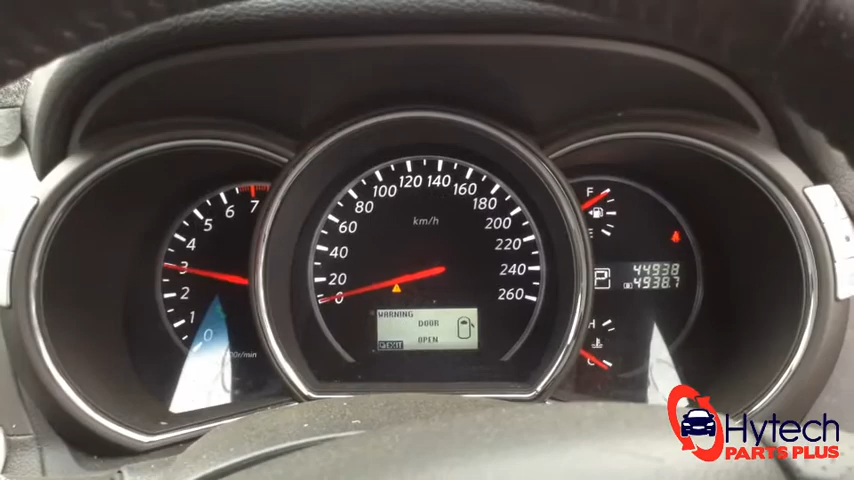 0 1 2 3 4 5 6 7
00r/min
0 20 40 60 80 100 120 140 160 180 200 220 240 260
km/h
WARNING
DOOR
OPEN
EXIT
F
E
P
44938
4938.7
H
C
Hytech
PARTS PLUS